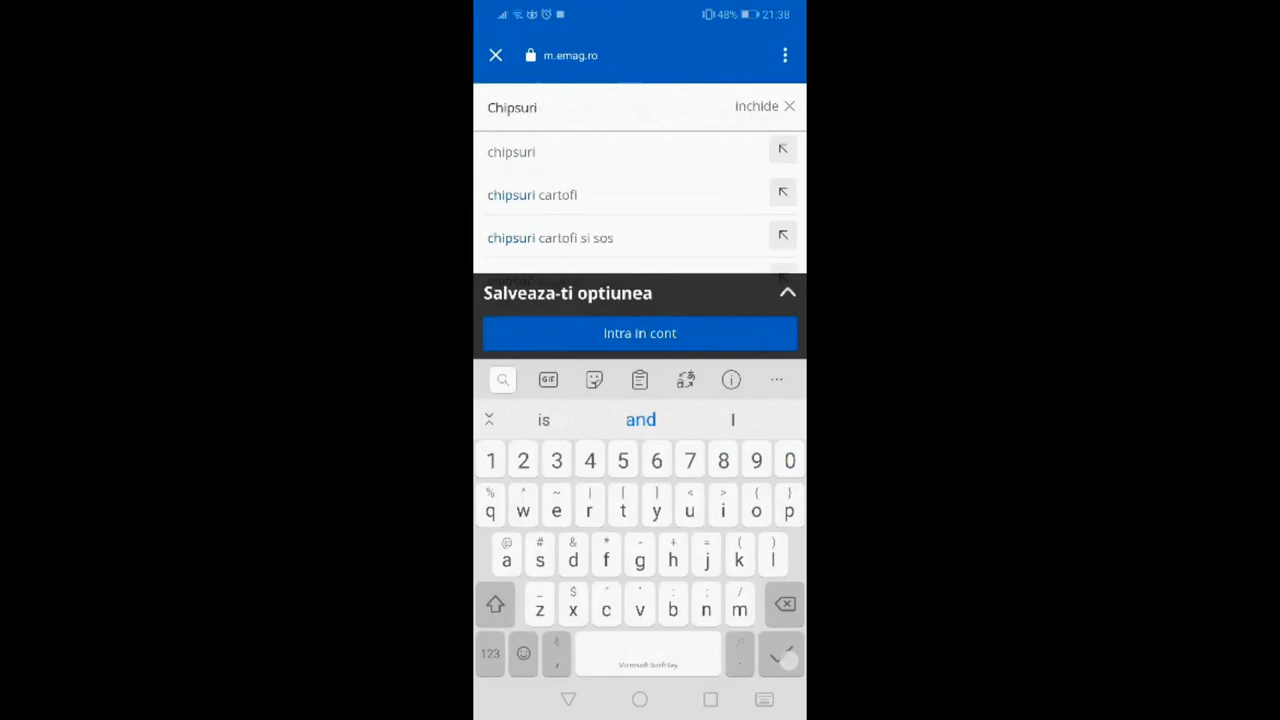 48% 21:38
m.emag.ro
Chipsuri inchide
chipsuri
chipsuri cartofi
chipsuri cartofi si sos
Salveaza-ti optiunea
Intra in cont
GIF
is and I
1 2 3 4 5 6 7 8 9 0
% ^ ~ | [ ] < > { }
q w e r t y u i o p
@ # & * - + = ( )
a s d f g h j k l
z x c v b n m
123 , Microsoft SwiftKey .